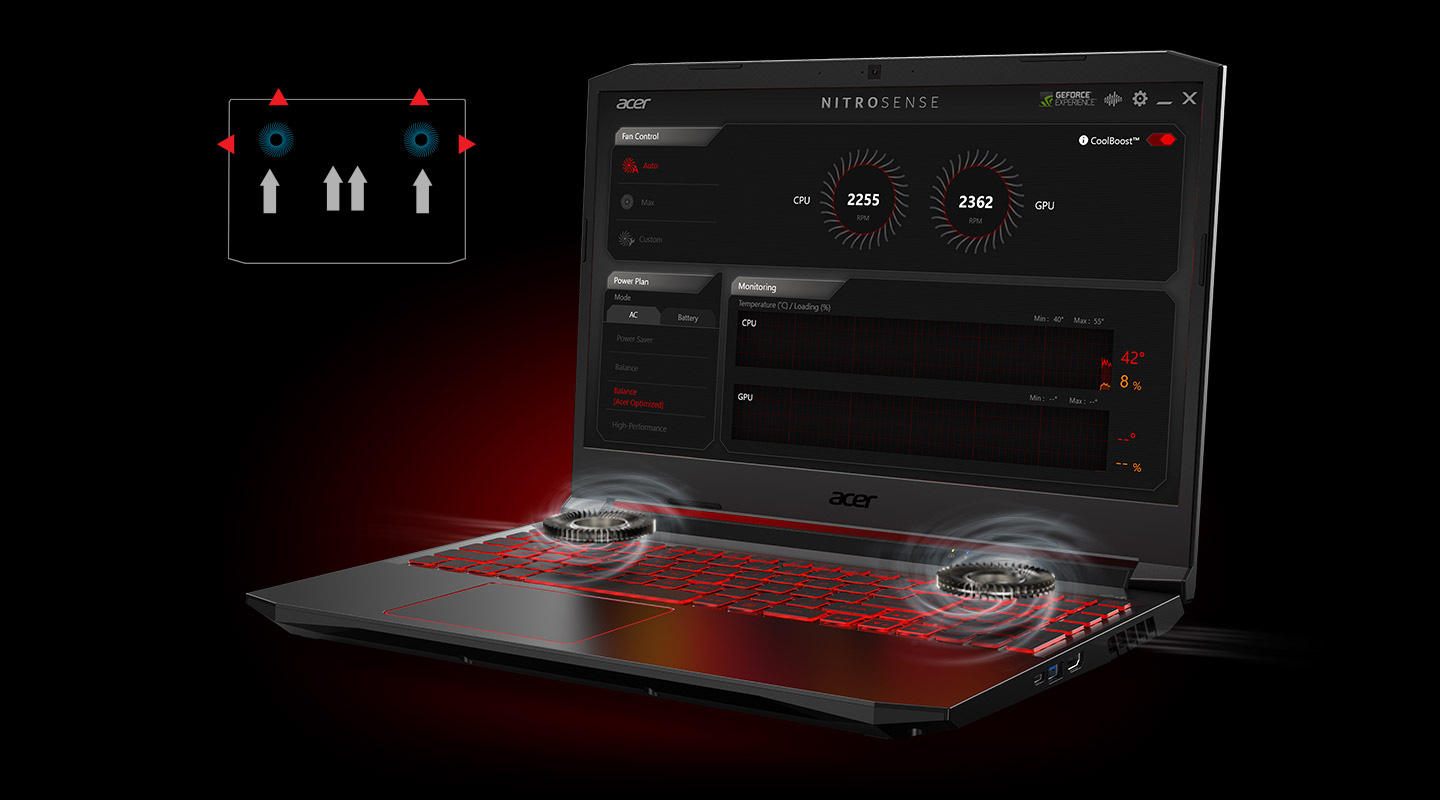 acer
NITROSENSE
GEFORCE
EXPERIENCE
Fan Control
CoolBoost™
Auto
Max
Custom
CPU
2255
RPM
2362
RPM
GPU
Power Plan
Mode
AC
Battery
Power Saver
Balance
Balance
[Acer Optimized]
High-Performance
Monitoring
Temperature (°C) / Loading (%)
CPU
Min : 40° Max : 55°
42°
8 %
GPU
Min : --° Max : --°
--°
-- %
acer